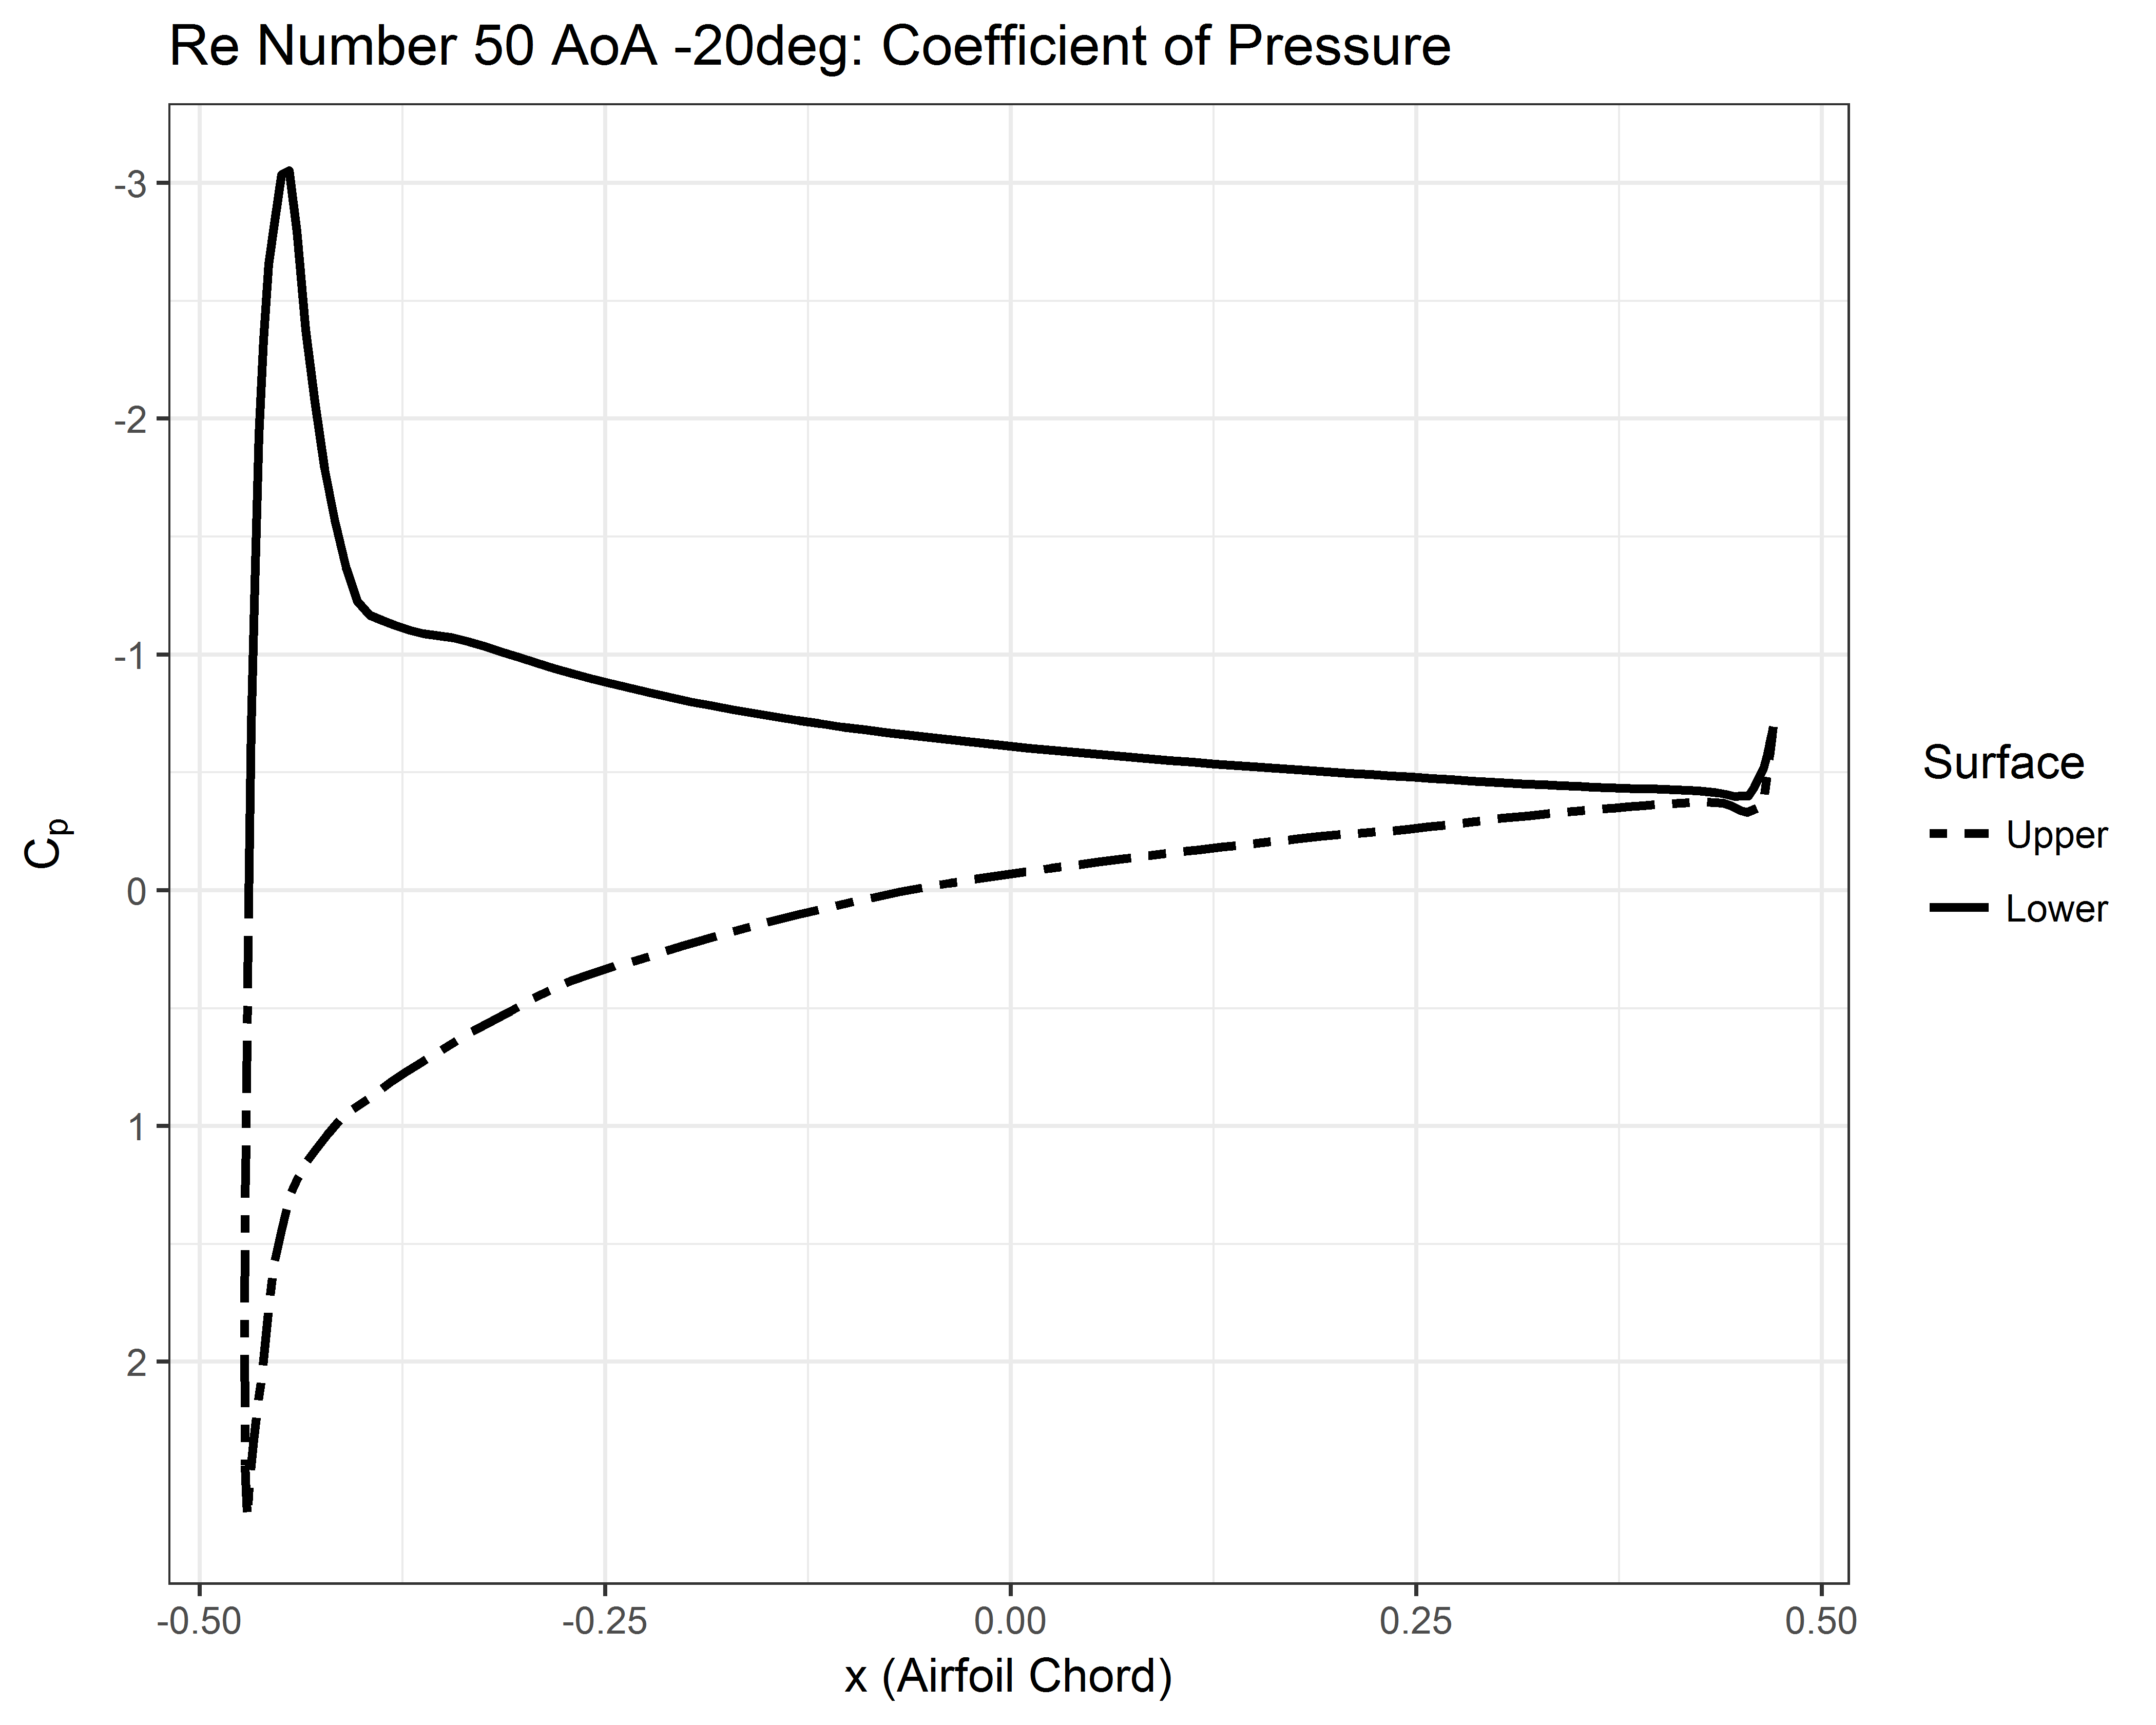 Re Number 50 AoA -20deg: Coefficient of Pressure
-3
-2
-1
0
1
2
Cp
-0.50
-0.25
0.00
0.25
0.50
x (Airfoil Chord)
Surface
Upper
Lower